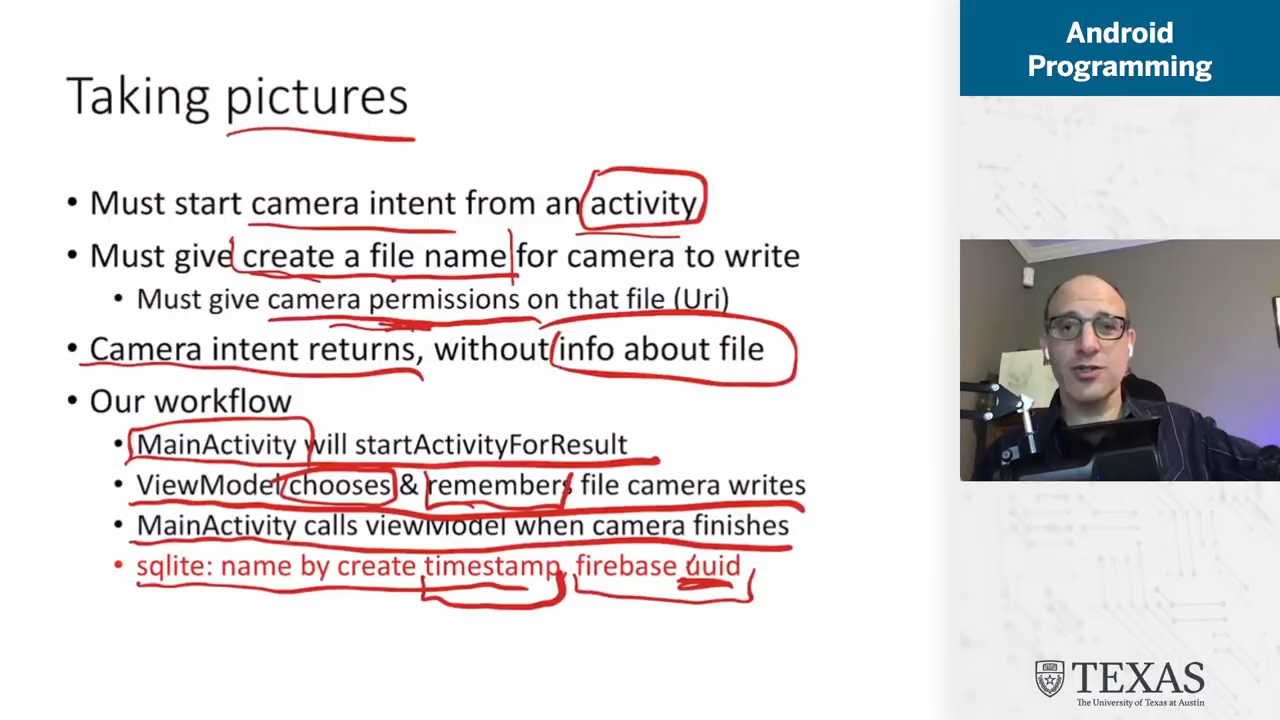 Android
Programming
Taking pictures
• Must start camera intent from an activity
• Must give create a file name for camera to write
• Must give camera permissions on that file (Uri)
• Camera intent returns, without info about file
• Our workflow
• MainActivity will startActivityForResult
• ViewModel chooses & remembers file camera writes
• MainActivity calls viewModel when camera finishes
• sqlite: name by create timestamp, firebase uuid
TEXAS
The University of Texas at Austin